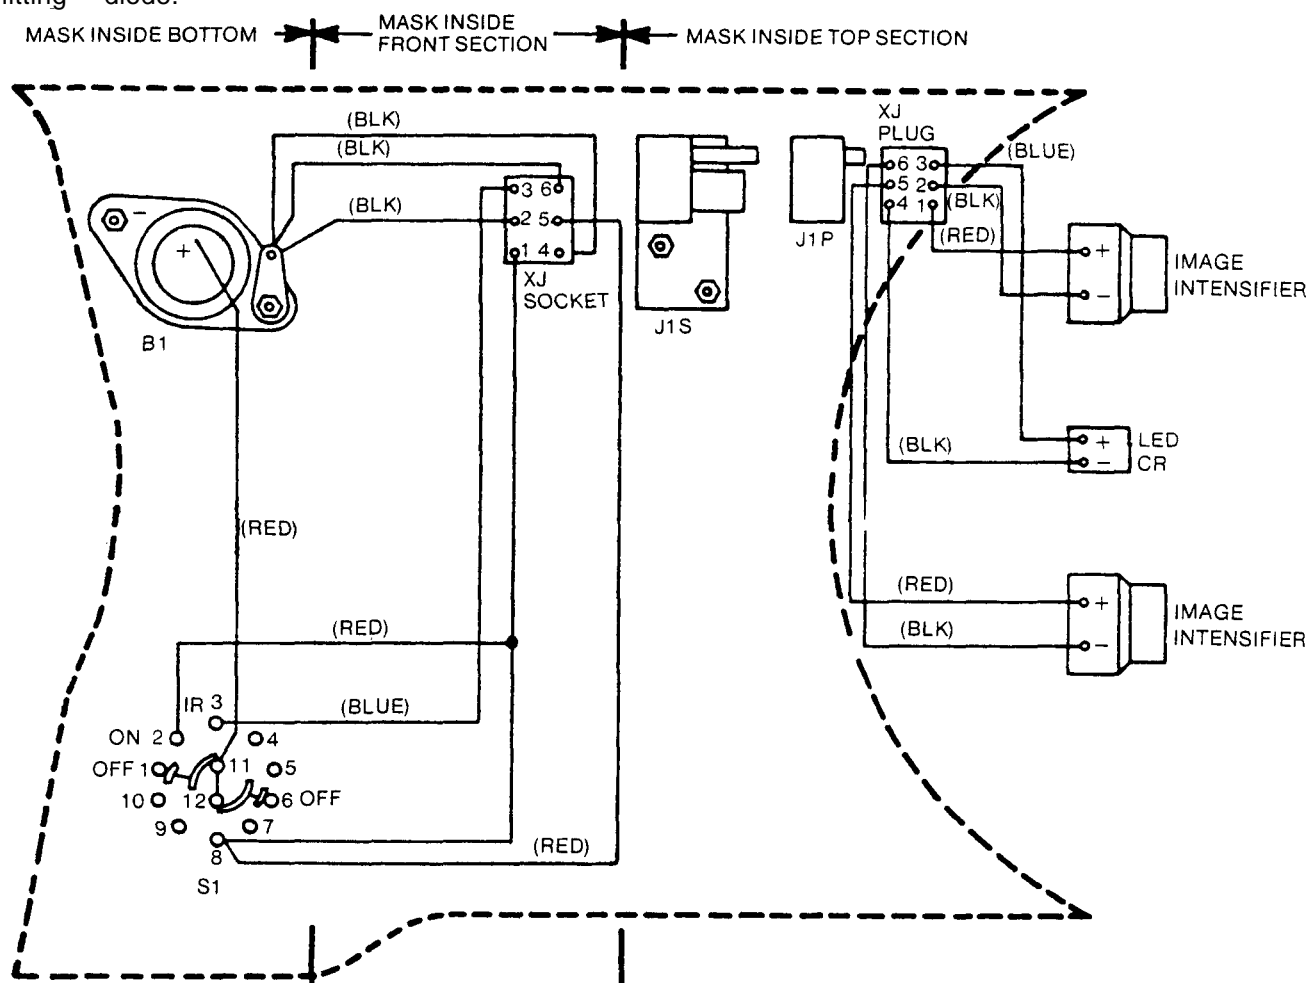 diode.
MASK INSIDE BOTTOM
MASK INSIDE
FRONT SECTION
MASK INSIDE TOP SECTION
(BLK)
(BLK)
(BLK)
XJ
PLUG
(BLUE)
6 3
5 2
4 1
(BLK)
(RED)
J1P
3 6
2 5
1 4
XJ
SOCKET
J1S
−
+
B1
+
−
IMAGE
INTENSIFIER
(BLK)
+
−
LED
CR
(RED)
(RED)
(BLK)
+
−
IMAGE
INTENSIFIER
(RED)
(BLUE)
IR 3
ON 2
4
OFF 1
11
5
10
12
6 OFF
9
7
8
(RED)
S1